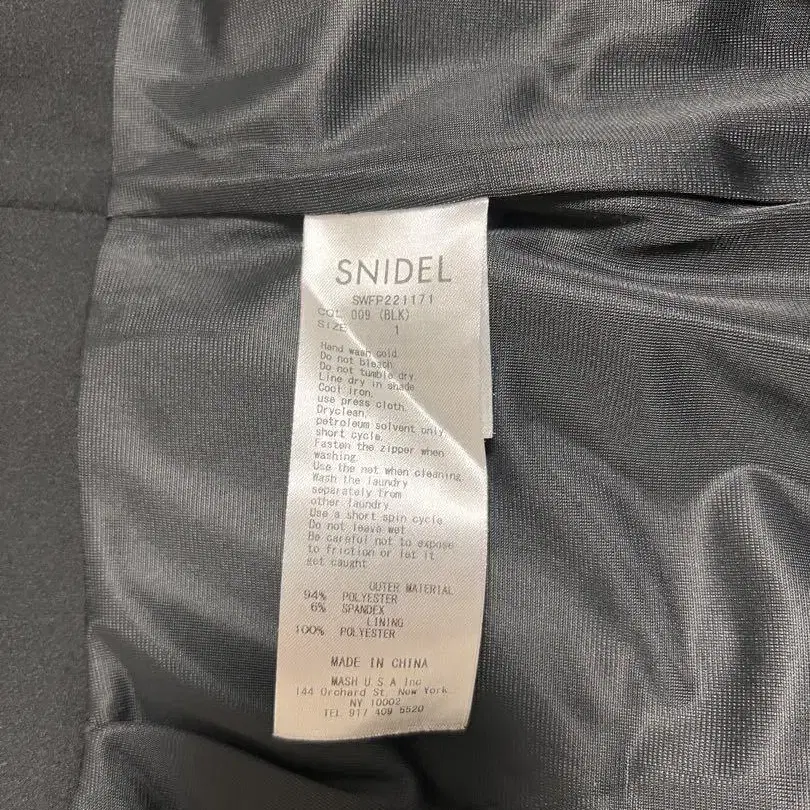 SNIDEL
SWFP221171
COL 009 (BLK)
SIZE 1
Hand wash cold
Do not bleach
Do not tumble dry
Line dry in shade
Cool iron,
use press cloth.
Dryclean,
petroleum solvent only,
short cycle.
Fasten the zipper when
washing
Use the net when cleaning
Wash the laundry
separately from
other laundry
Use a short spin cycle
Do not leave wet
Be careful not to expose
to friction or let it
get caught
OUTER MATERIAL
94% POLYESTER
6% SPANDEX
LINING
100% POLYESTER
MADE IN CHINA
MASH U.S.A Inc
144 Orchard St. New York
NY 10002
TEL 917 409 5520